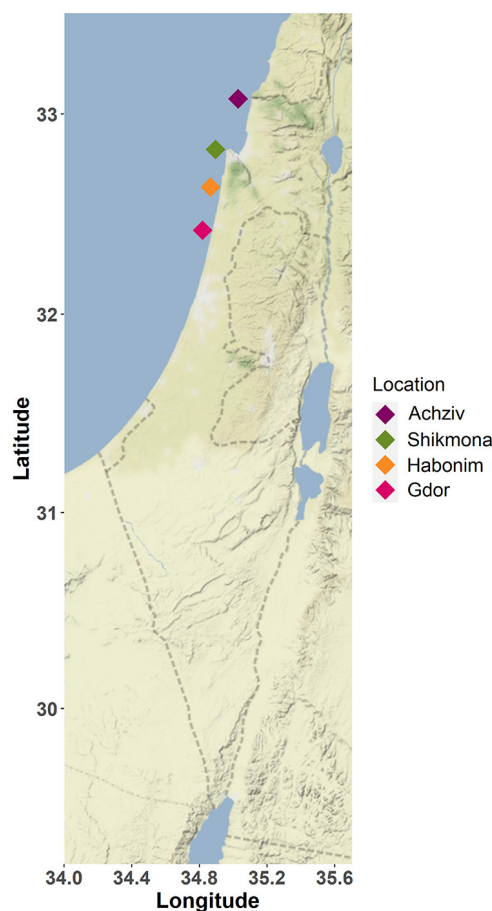 33
32
31
30
Latitude
34.0 34.4 34.8 35.2 35.6
Longitude
Location
Achziv
Shikmona
Habonim
Gdor